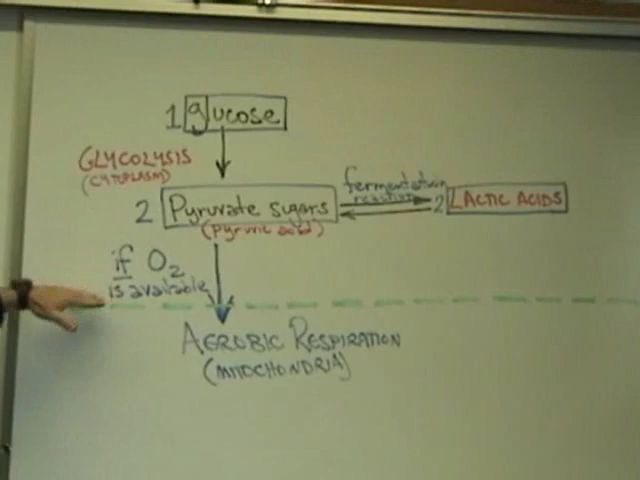 1 glucose
GLYCOLYSIS
(CYTOPLASM)
fermentation
reaction
2 Pyruvate sugars
2 LACTIC ACIDS
(pyruvic acid)
if O2
is available
AEROBIC RESPIRATION
(MITOCHONDRIA)